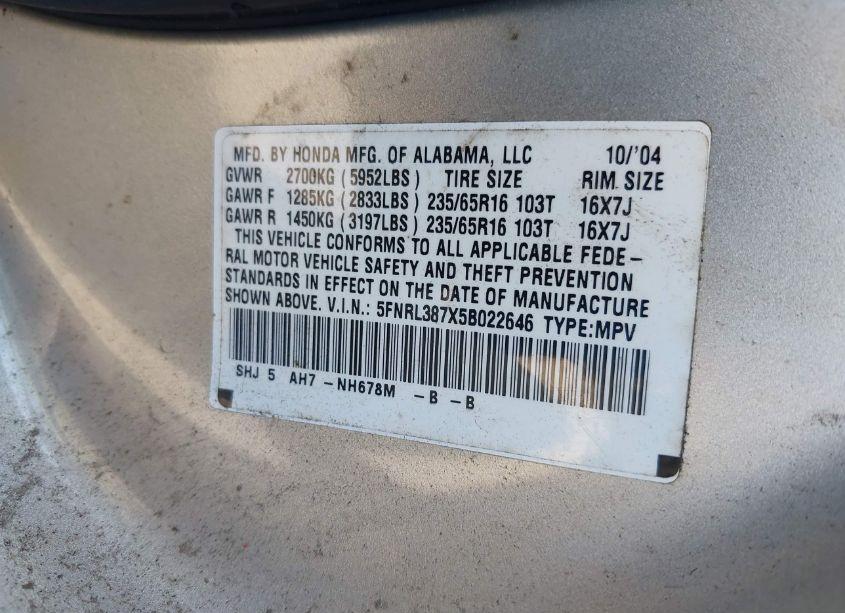 MFD. BY HONDA MFG. OF ALABAMA, LLC 10/'04
GVWR 2700KG (5952LBS) TIRE SIZE RIM SIZE
GAWR F 1285KG (2833LBS) 235/65R16 103T 16X7J
GAWR R 1450KG (3197LBS) 235/65R16 103T 16X7J
THIS VEHICLE CONFORMS TO ALL APPLICABLE FEDE-
RAL MOTOR VEHICLE SAFETY AND THEFT PREVENTION
STANDARDS IN EFFECT ON THE DATE OF MANUFACTURE
SHOWN ABOVE. V.I.N.: 5FNRL387X5B022646 TYPE:MPV
SHJ 5 AH7 -NH678M -B -B